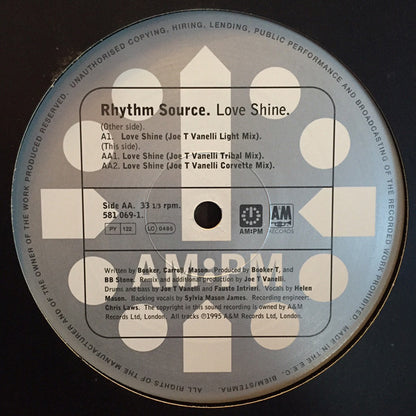 UNAUTHORISED COPYING, HIRING, LENDING, PUBLIC PERFORMANCE AND BROADCASTING OF THE WORK PRODUCED RESERVED.
Rhythm Source. Love Shine.
(Other side).
A1. Love Shine (Joe T Vanelli Light Mix).
(This side).
AA1. Love Shine (Joe T Vanelli Tribal Mix).
AA2. Love Shine (Joe T Vanelli Corvette Mix).
Side AA. 33 1/3 rpm.
581 069-1.
PY 122
LC 0485
AM:PM
A&M
RECORDS
AM:PM
Written by Booker, Carroll, Mason. Produced by Booker T, and
BB Stone. Remix and additional production by Joe T Vanelli.
Drums and bass by Joe T Vanelli and Fausto Intrieri. Vocals by Helen
Mason. Backing vocals by Sylvia Mason James. Recording engineer:
Chris Laws. The copyright in this sound recording is owned by A&M
Records Ltd, London. All tracks ℗1995 A&M Records Ltd, London.
ALL RIGHTS OF THE MANUFACTURER AND OF THE OWNER OF THE WORK
MADE IN THE E.E.C. BIEM/STEMRA.